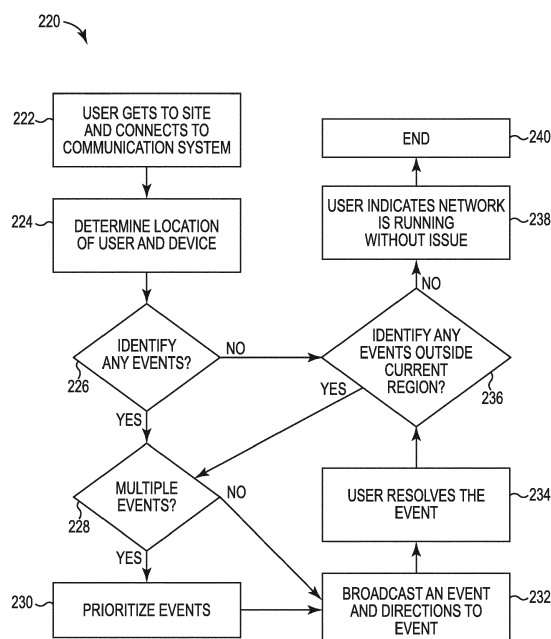 220
222
USER GETS TO SITE
AND CONNECTS TO
COMMUNICATION SYSTEM
224
DETERMINE LOCATION
OF USER AND DEVICE
IDENTIFY
ANY EVENTS?
226
NO
YES
MULTIPLE
EVENTS?
228
NO
YES
230
PRIORITIZE EVENTS
BROADCAST AN EVENT
AND DIRECTIONS TO
EVENT
232
USER RESOLVES THE
EVENT
234
IDENTIFY ANY
EVENTS OUTSIDE
CURRENT
REGION?
236
YES
NO
USER INDICATES NETWORK
IS RUNNING
WITHOUT ISSUE
238
END
240